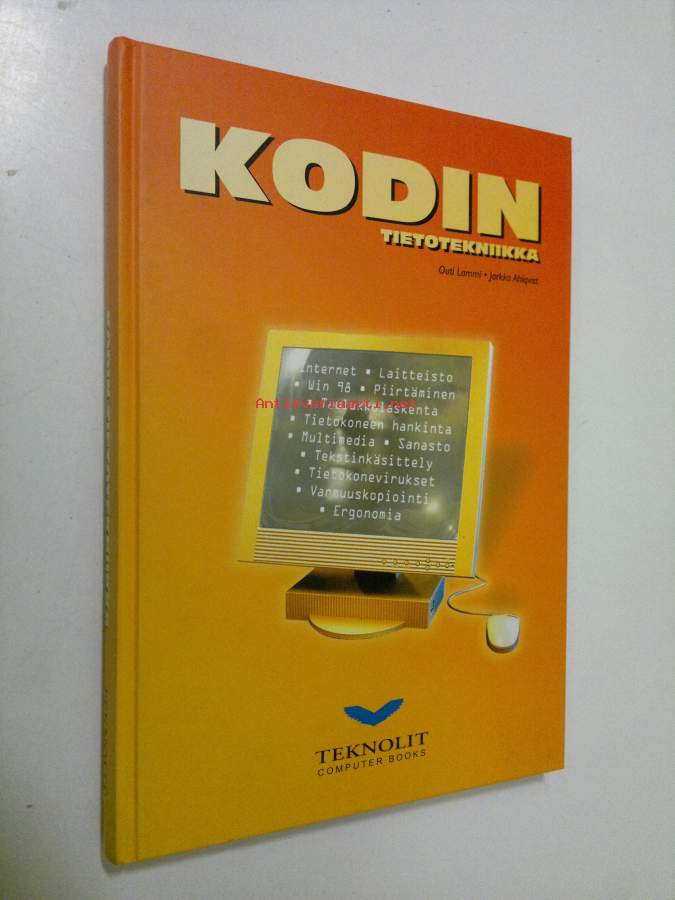 KODIN
TIETOTEKNIIKKA
Outi Lammi • Jarkko Ahlqvist
Internet • Laitteisto
• Win 98 • Piirtäminen
Antikvariaatti.net
• Taulukkolaskenta
• Tietokoneen hankinta
• Multimedia • Sanasto
• Tekstinkäsittely
• Tietokonevirukset
• Varmuuskopiointi
• Ergonomia
TEKNOLIT
COMPUTER BOOKS